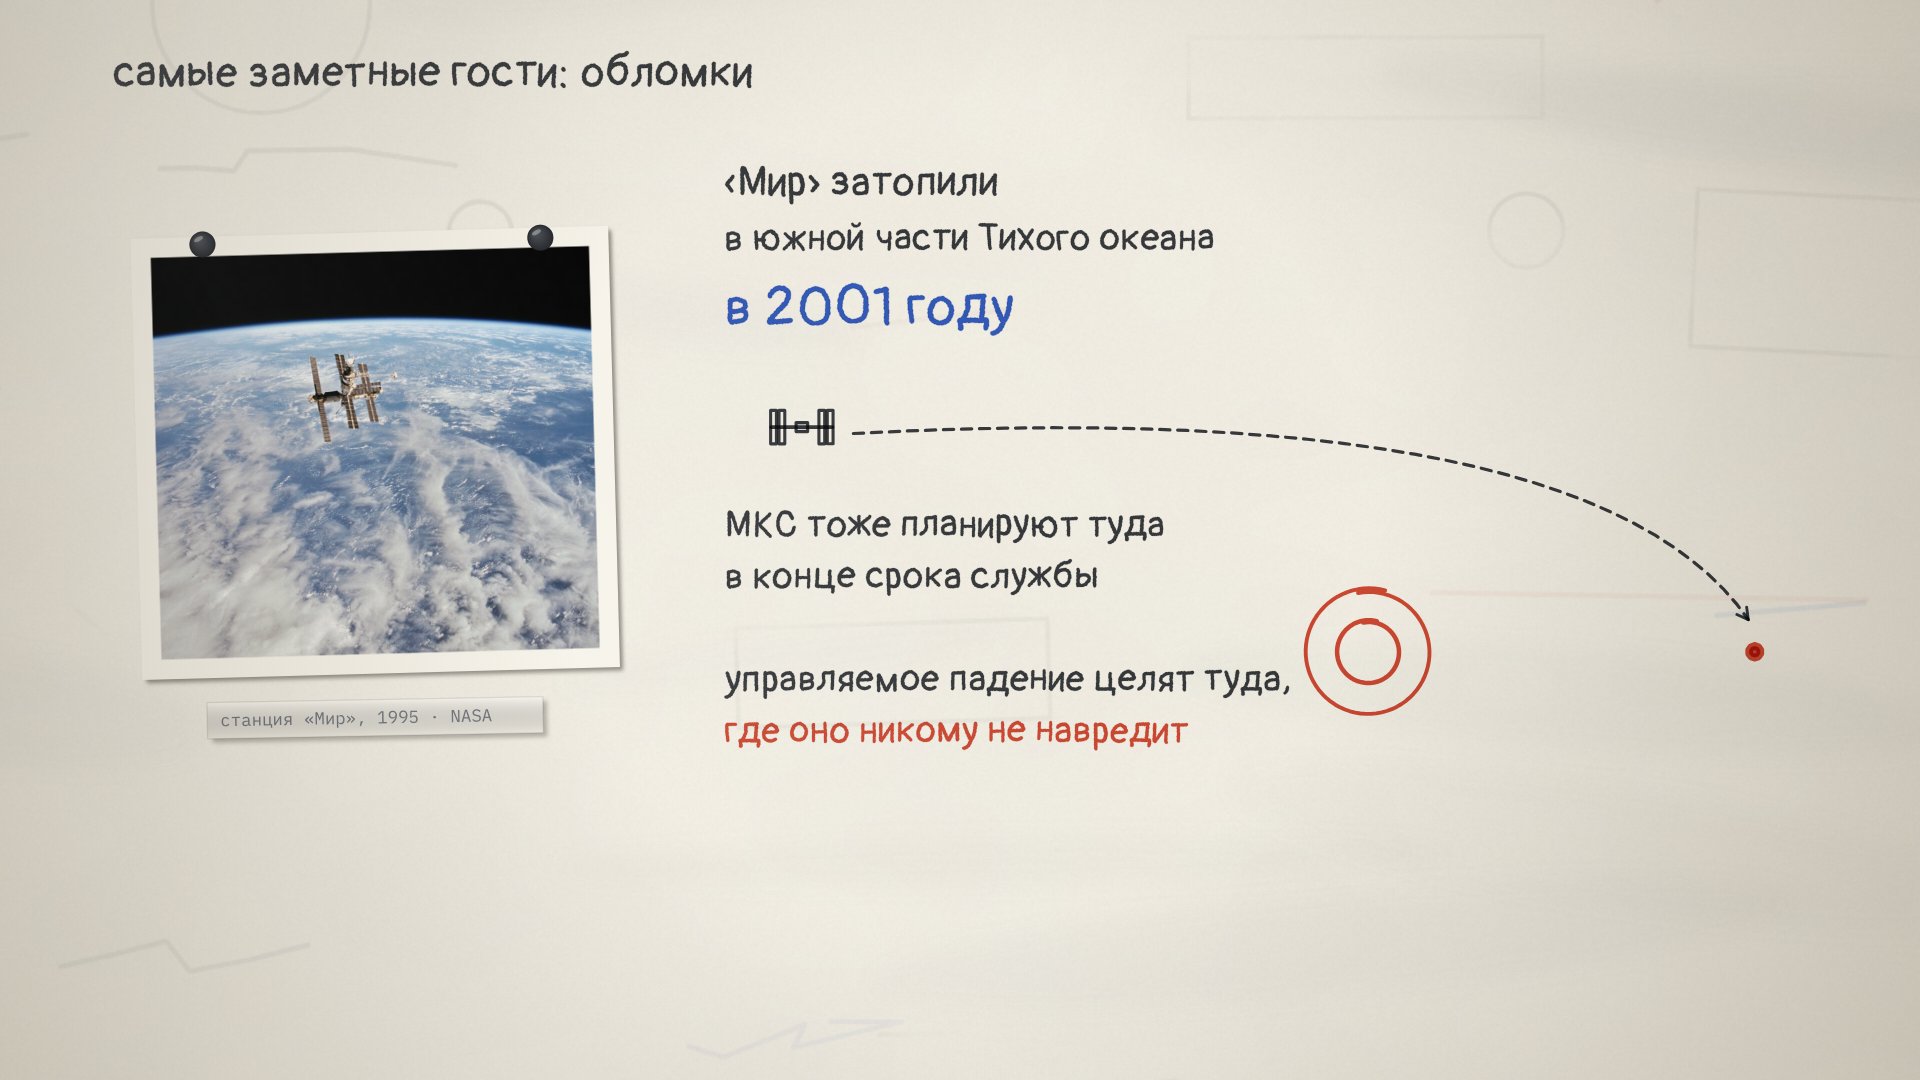 самые заметные гости: обломки
‹Мир› затопили
в южной части Тихого океана
в 2001 году
МКС тоже планируют туда
в конце срока службы
управляемое падение целят туда,
где оно никому не навредит
станция «Мир», 1995 · NASA